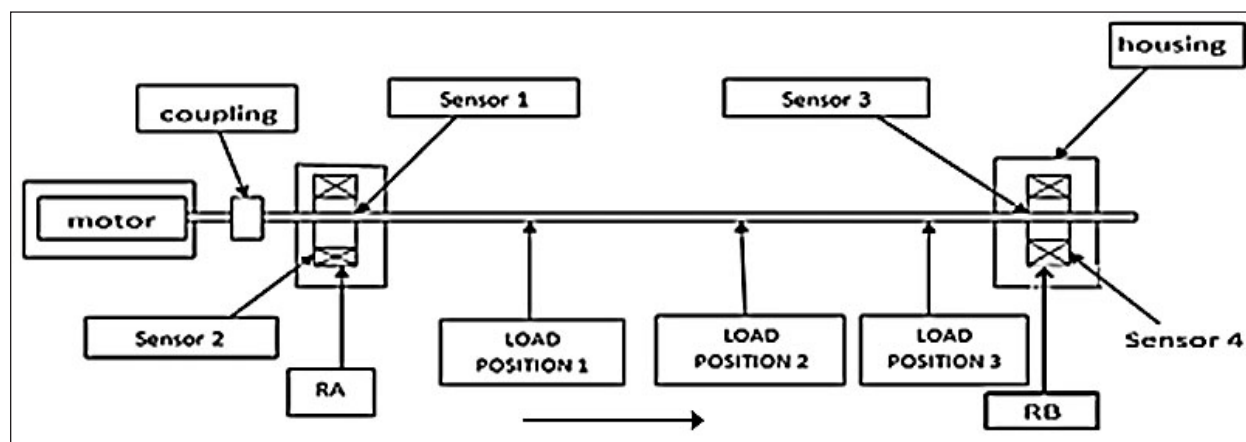 housing
Sensor 1
Sensor 3
coupling
motor
Sensor 2
LOAD
POSITION 1
LOAD
POSITION 2
LOAD
POSITION 3
Sensor 4
RA
RB